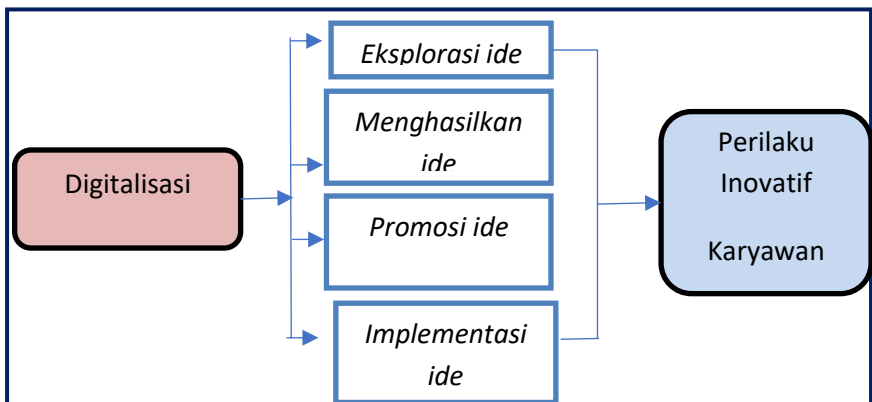 Digitalisasi
Eksplorasi ide
Menghasilkan
ide
Promosi ide
Implementasi
ide
Perilaku
Inovatif
Karyawan